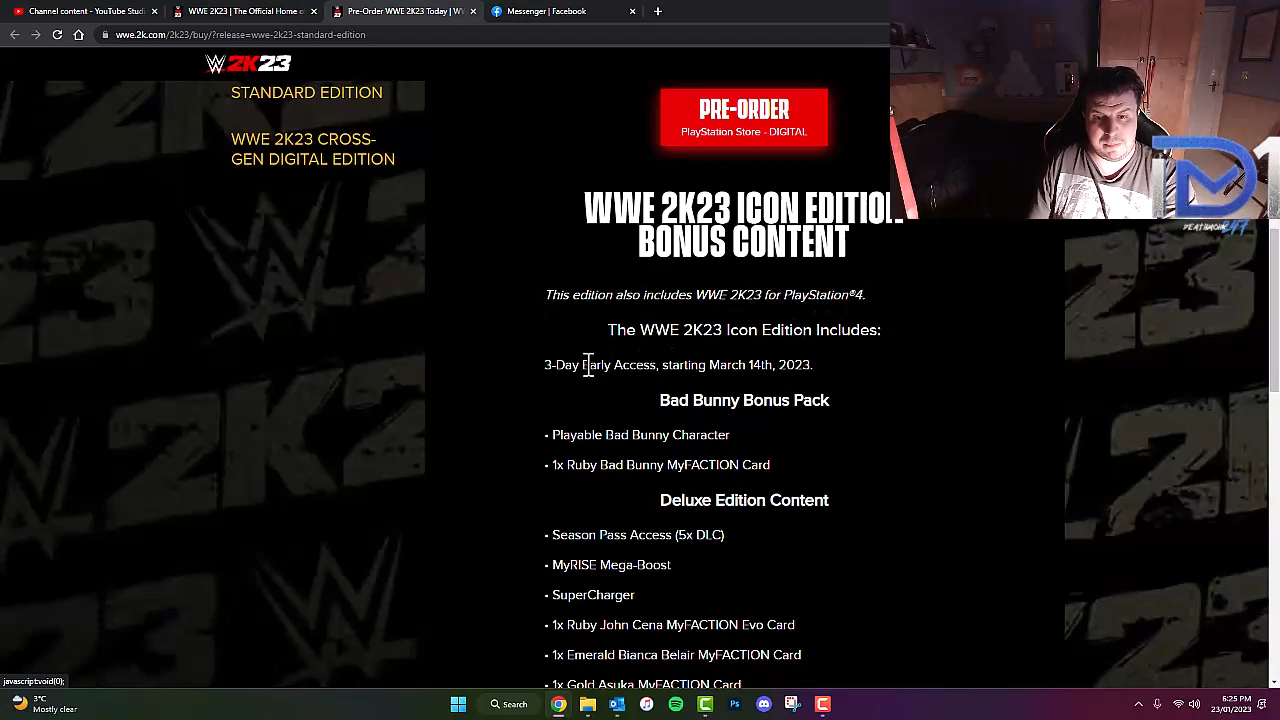 Channel content - YouTube Studi
WWE 2K23 | The Official Home o
Pre-Order WWE 2K23 Today | WW
Messenger | Facebook
wwe.2k.com/2k23/buy/?release=wwe-2k23-standard-edition
W 2K23
STANDARD EDITION
WWE 2K23 CROSS-
GEN DIGITAL EDITION
PRE-ORDER
PlayStation Store - DIGITAL
WWE 2K23 ICON EDITION
BONUS CONTENT
This edition also includes WWE 2K23 for PlayStation®4.
The WWE 2K23 Icon Edition Includes:
3-Day Early Access, starting March 14th, 2023.
Bad Bunny Bonus Pack
• Playable Bad Bunny Character
• 1x Ruby Bad Bunny MyFACTION Card
Deluxe Edition Content
• Season Pass Access (5x DLC)
• MyRISE Mega-Boost
• SuperCharger
• 1x Ruby John Cena MyFACTION Evo Card
• 1x Emerald Bianca Belair MyFACTION Card
• 1x Gold Asuka MyFACTION Card
DEATHMONK247
javascript:void(0);
3°C
Mostly clear
Search
6:25 PM
23/01/2023